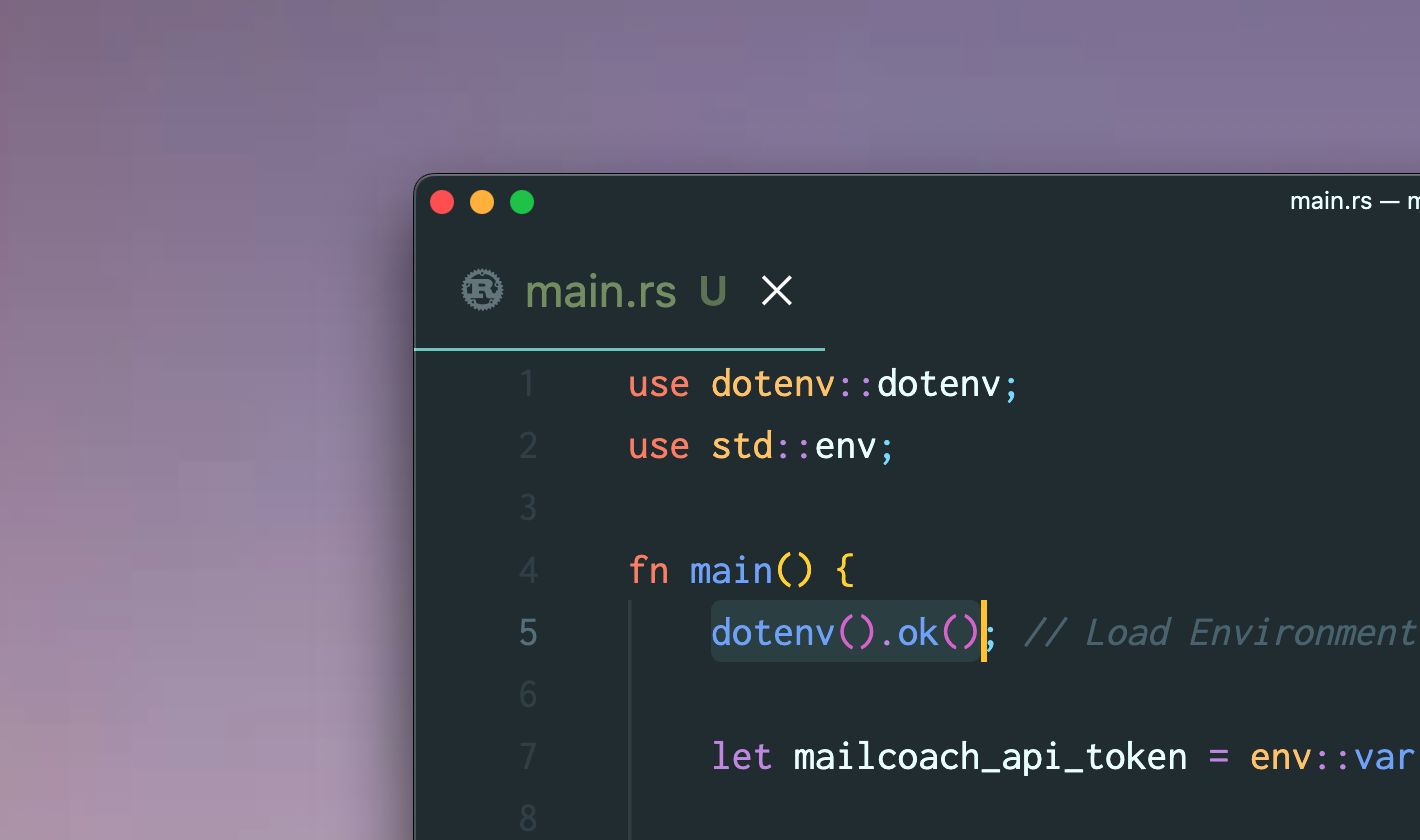 main.rs —
main.rs U
1 use dotenv::dotenv;
2 use std::env;
3
4 fn main() {
5 dotenv().ok(); // Load Environment
6
7 let mailcoach_api_token = env::var
8